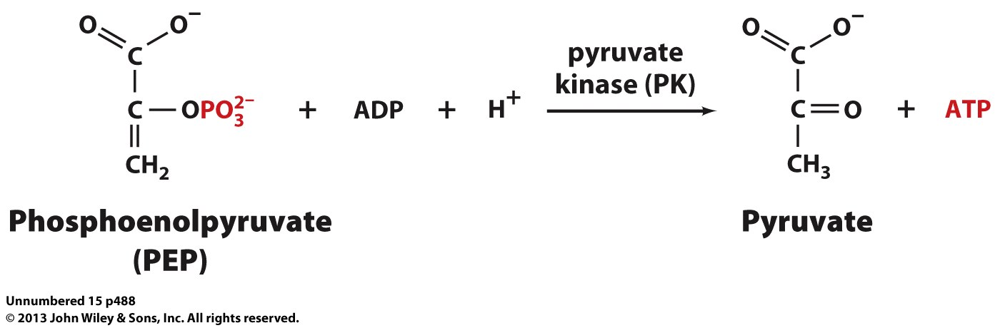 O O−
C
C — OPO₃²− + ADP + H⁺
CH₂
pyruvate
kinase (PK)
O O−
C
C = O + ATP
CH₃
Phosphoenolpyruvate
(PEP)
Pyruvate
Unnumbered 15 p488
© 2013 John Wiley & Sons, Inc. All rights reserved.